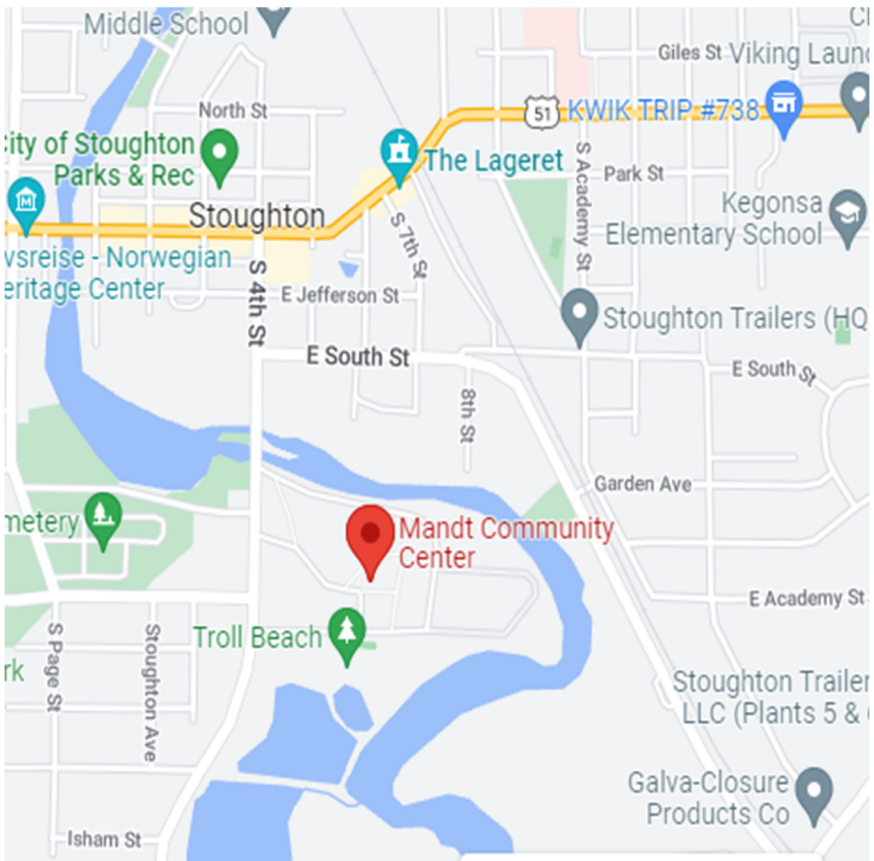 Middle School
Giles St
Viking Laun
North St
51
KWIK TRIP #738
City of Stoughton
Parks & Rec
The Lageret
S Academy St
Park St
Stoughton
Kegonsa
Elementary School
S 7th St
vsreise - Norwegian
eritage Center
S 4th St
E Jefferson St
Stoughton Trailers (HQ
E South St
E South St
8th St
Garden Ave
metery
Mandt Community
Center
E Academy St
Troll Beach
S Page St
Stoughton Ave
rk
Stoughton Trailer
LLC (Plants 5 &
Galva-Closure
Products Co
Isham St